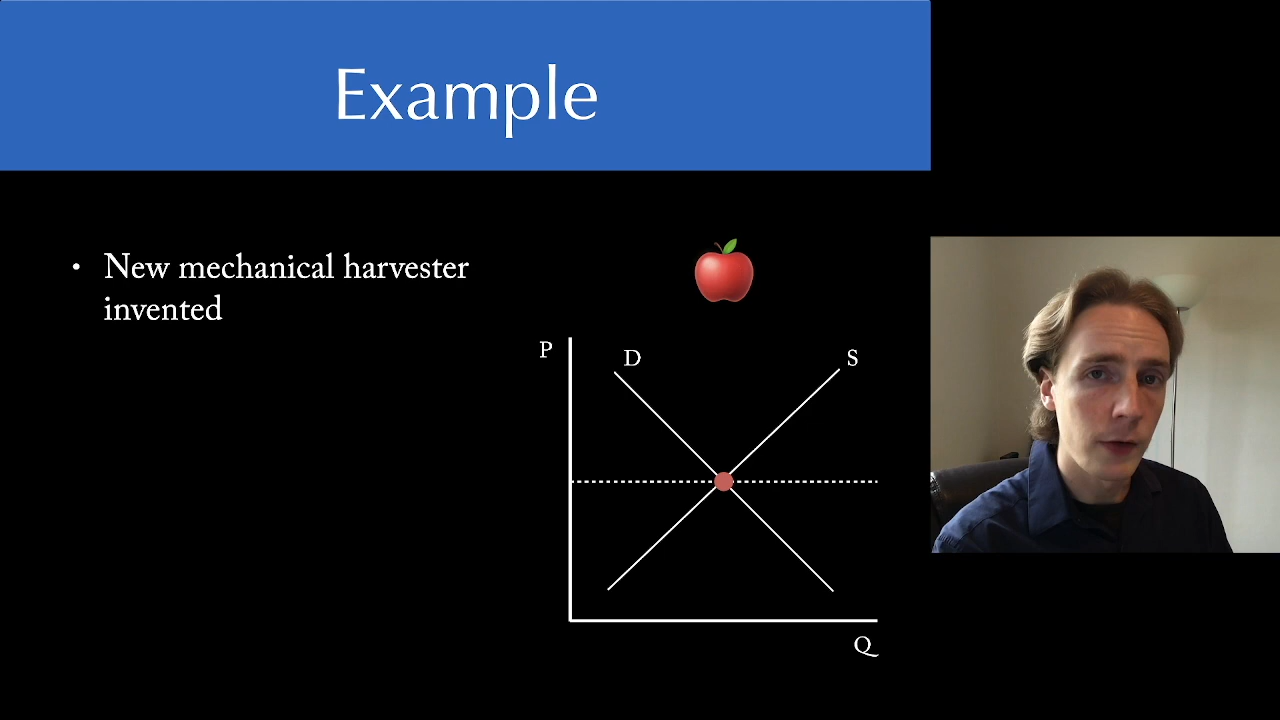 Example
• New mechanical harvester
invented
P
D
S
Q